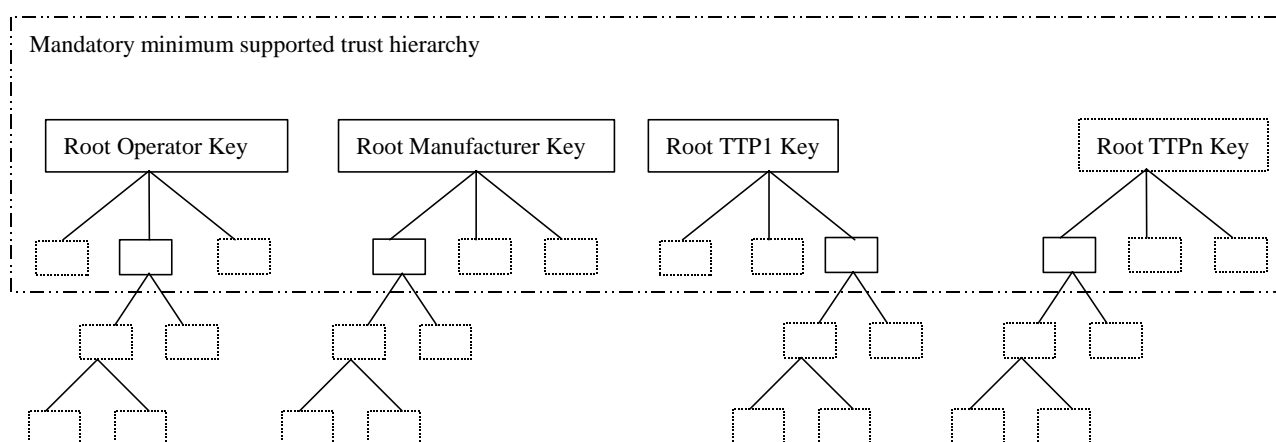 Mandatory minimum supported trust hierarchy
Root Operator Key
Root Manufacturer Key
Root TTP1 Key
Root TTPn Key